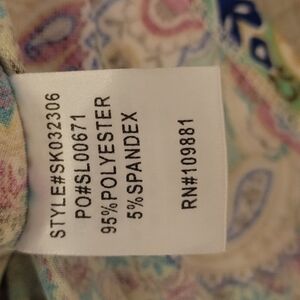 STYLE#SK032306
PO#SL00671
95%POLYESTER
5%SPANDEX
RN#109881